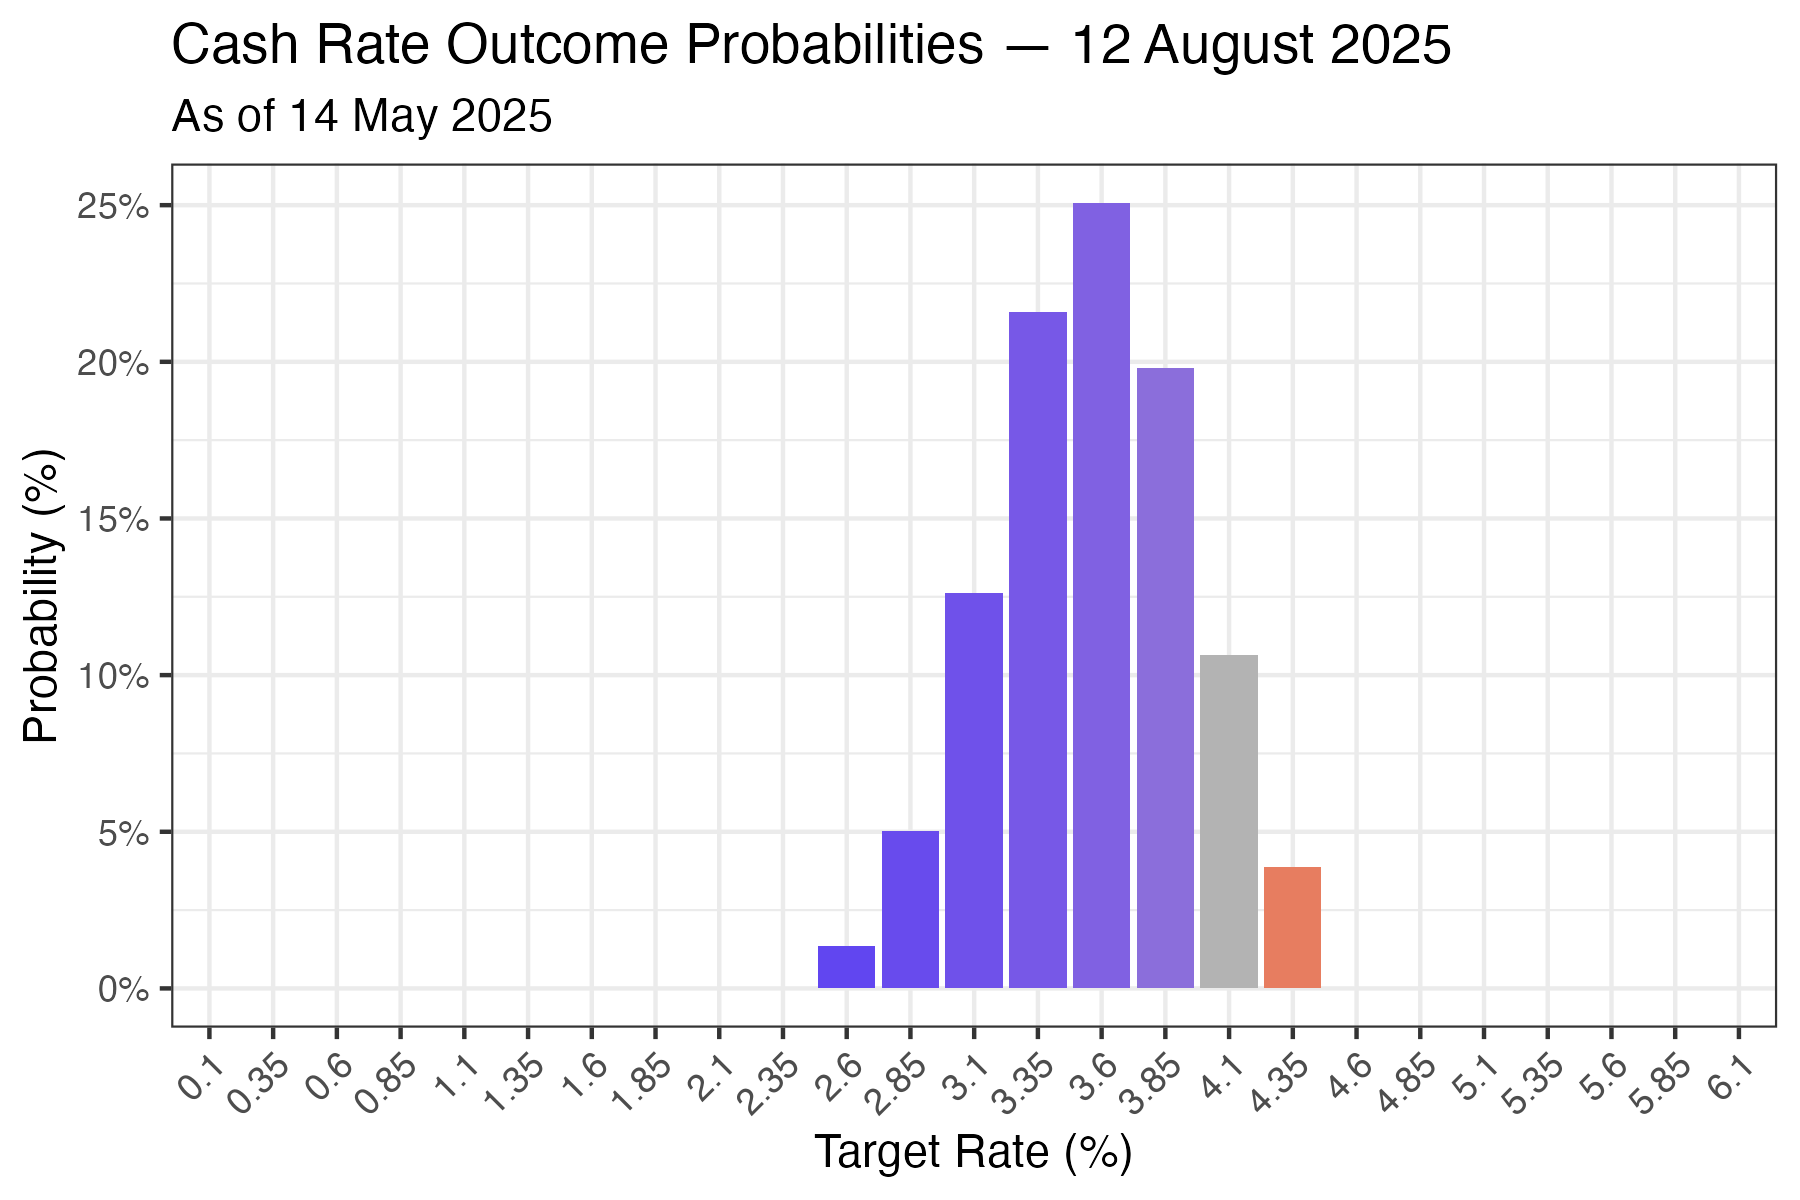 Cash Rate Outcome Probabilities — 12 August 2025
As of 14 May 2025
Probability (%)
25%
20%
15%
10%
5%
0%
0.1 0.35 0.6 0.85 1.1 1.35 1.6 1.85 2.1 2.35 2.6 2.85 3.1 3.35 3.6 3.85 4.1 4.35 4.6 4.85 5.1 5.35 5.6 5.85 6.1
Target Rate (%)